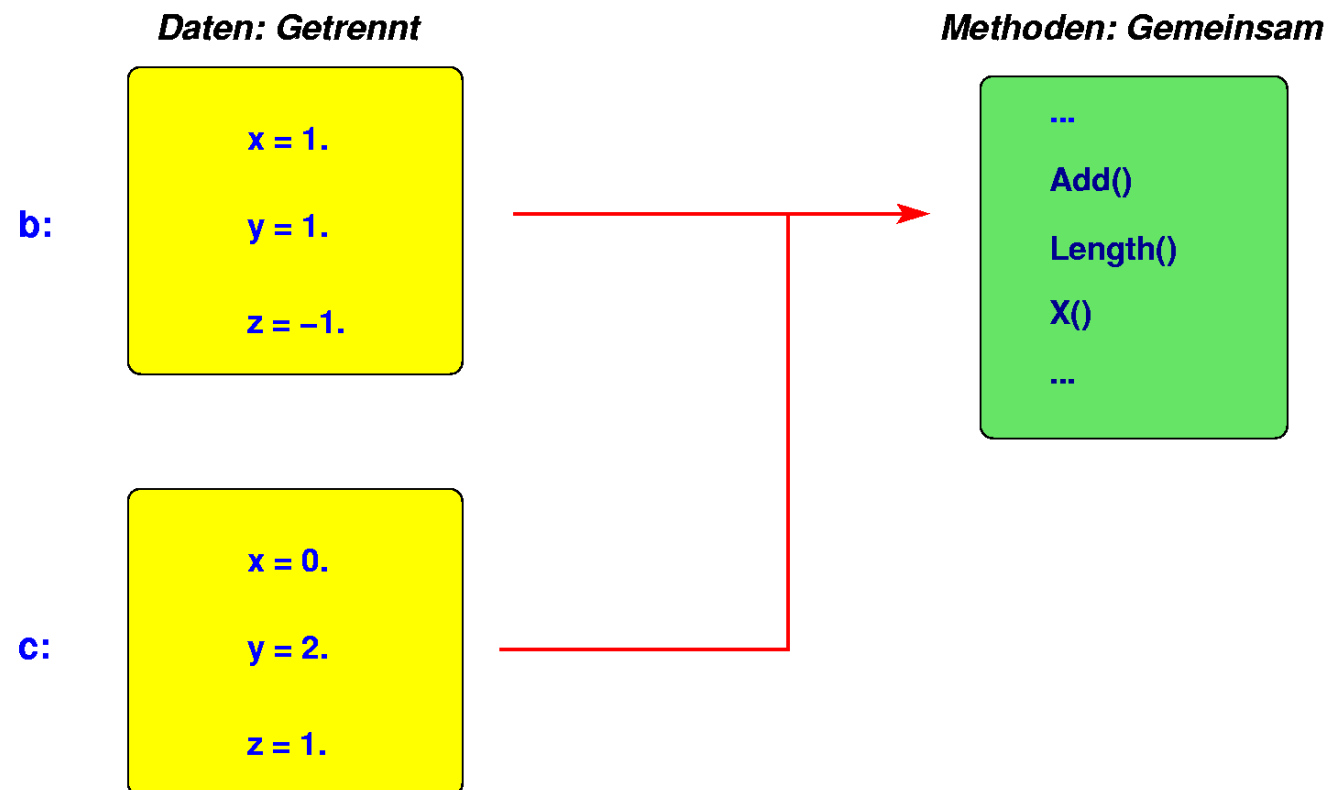 Daten: Getrennt
Methoden: Gemeinsam
b:
x = 1.
y = 1.
z = −1.
...
Add()
Length()
X()
...
c:
x = 0.
y = 2.
z = 1.